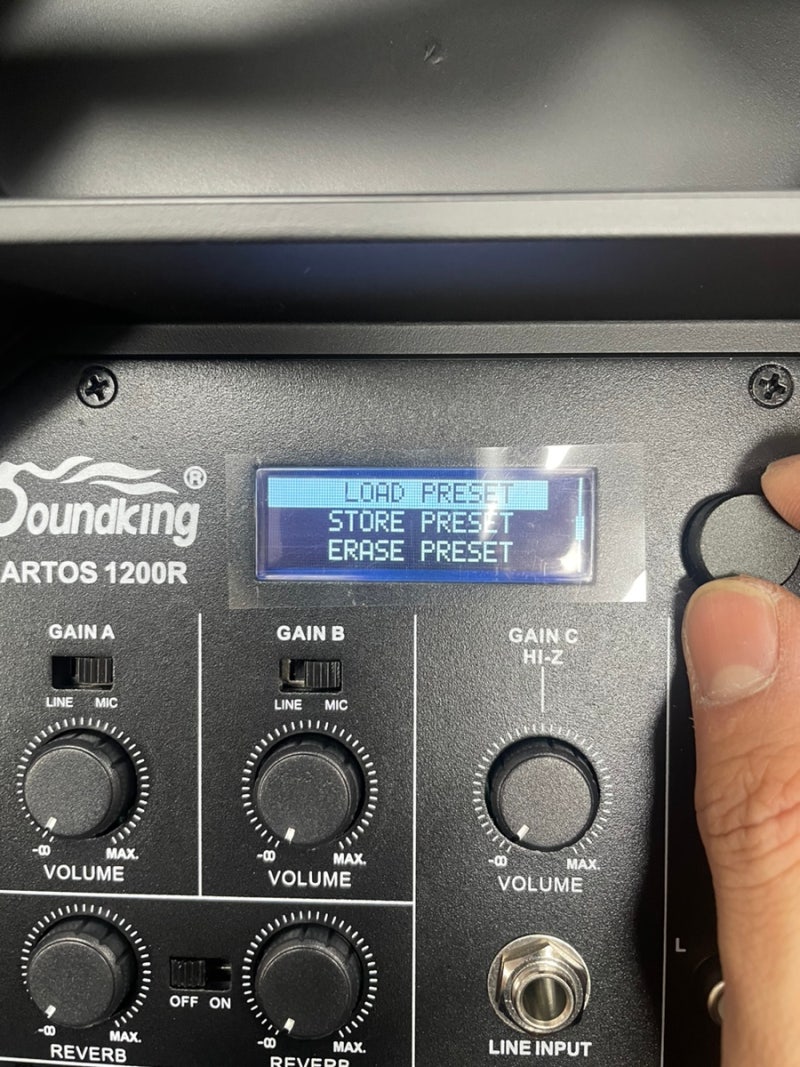 Soundking®
ARTOS 1200R
LOAD PRESET
STORE PRESET
ERASE PRESET
GAIN A
LINE MIC
-∞ MAX.
VOLUME
GAIN B
LINE MIC
-∞ MAX.
VOLUME
GAIN C
HI-Z
-∞ MAX.
VOLUME
-∞ MAX.
REVERB
OFF ON
-∞ MAX.
REVERB
LINE INPUT
L